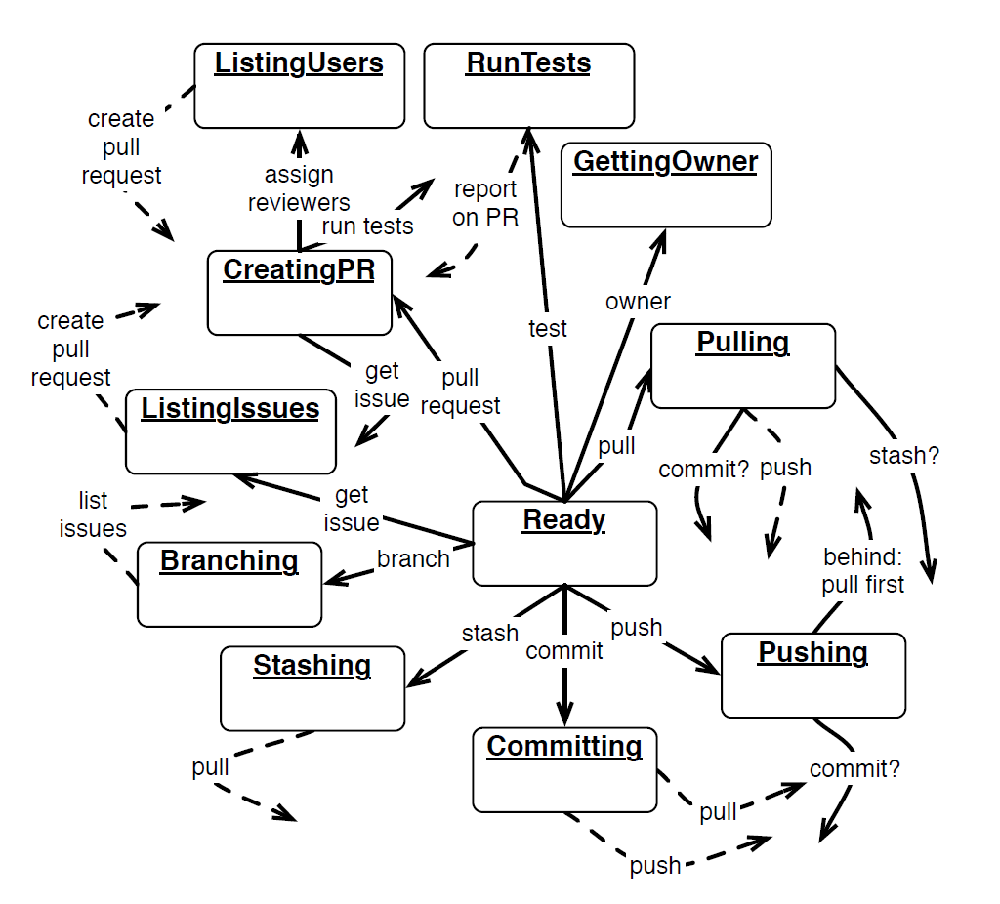 ListingUsers
RunTests
create
pull
request
GettingOwner
assign
reviewers
report
on PR
run tests
CreatingPR
owner
create
pull
request
test
Pulling
get
issue
pull
request
ListingIssues
pull
commit?
push
stash?
list
issues
get
issue
Ready
Branching
branch
behind:
pull first
stash
commit
push
Stashing
Pushing
Committing
pull
commit?
pull
push